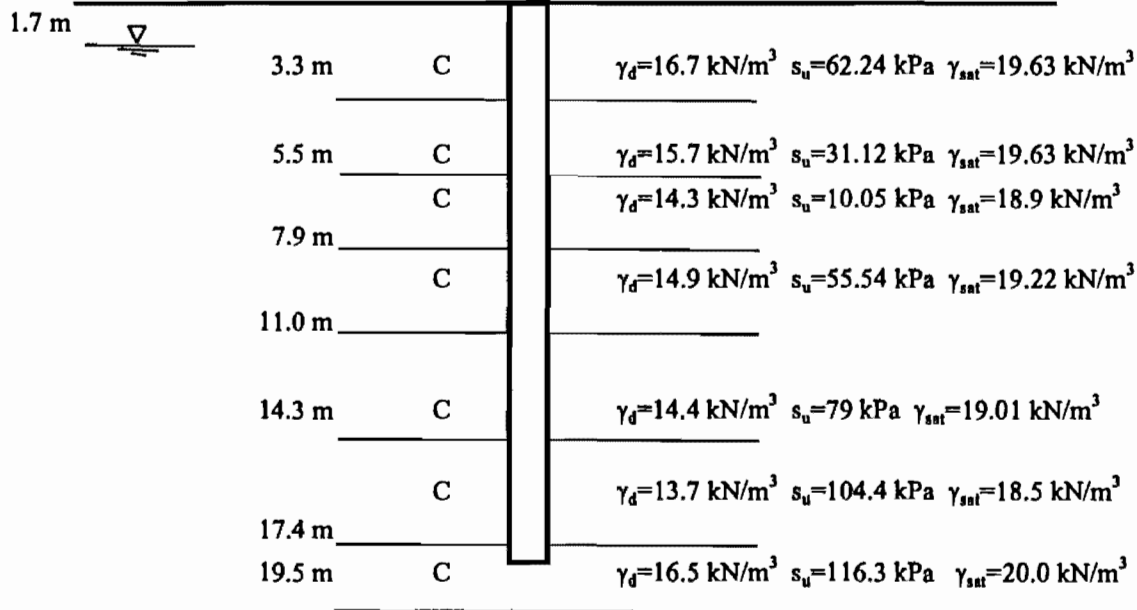 1.7 m
3.3 m C γd=16.7 kN/m³ su=62.24 kPa γsat=19.63 kN/m³
5.5 m C γd=15.7 kN/m³ su=31.12 kPa γsat=19.63 kN/m³
C γd=14.3 kN/m³ su=10.05 kPa γsat=18.9 kN/m³
7.9 m
C γd=14.9 kN/m³ su=55.54 kPa γsat=19.22 kN/m³
11.0 m
14.3 m C γd=14.4 kN/m³ su=79 kPa γsat=19.01 kN/m³
C γd=13.7 kN/m³ su=104.4 kPa γsat=18.5 kN/m³
17.4 m
19.5 m C γd=16.5 kN/m³ su=116.3 kPa γsat=20.0 kN/m³